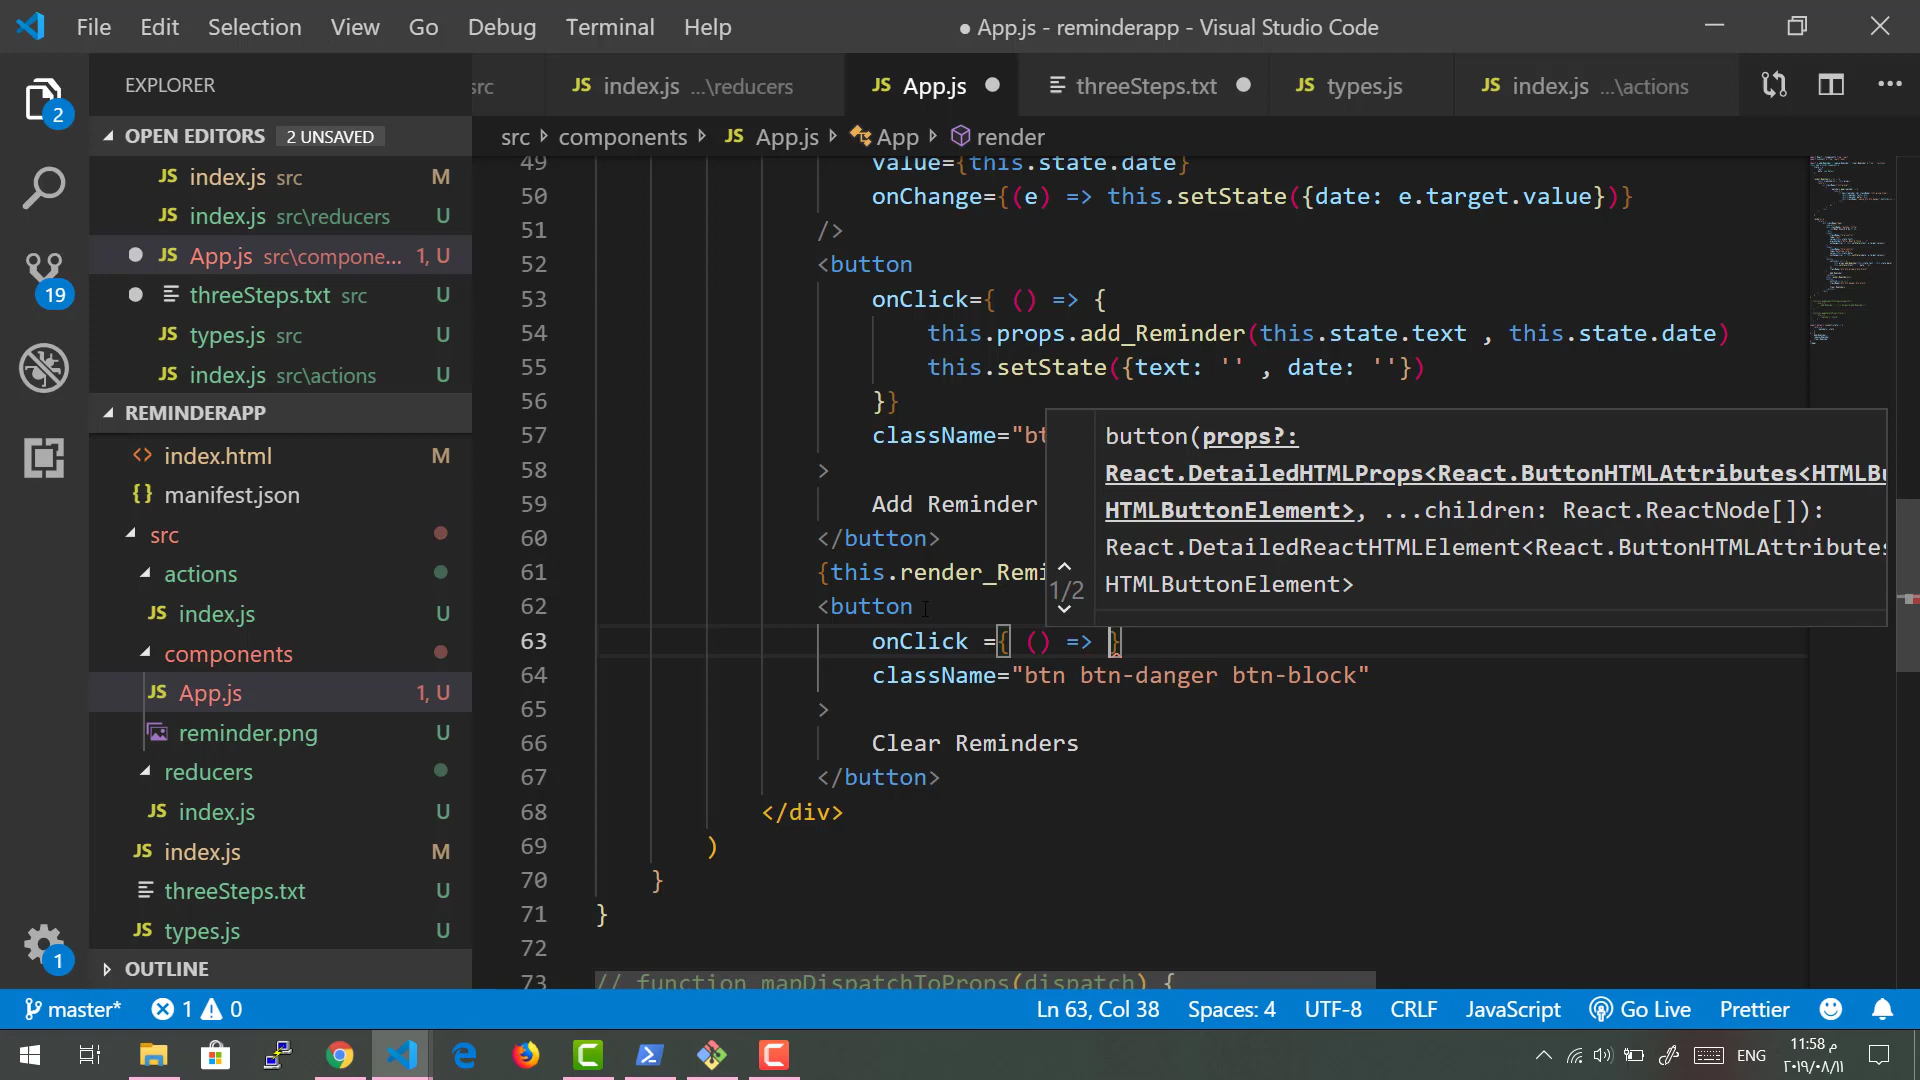 File Edit Selection View Go Debug Terminal Help
● App.js - reminderapp - Visual Studio Code
EXPLORER
src JS index.js ...\reducers JS App.js threeSteps.txt JS types.js JS index.js ...\actions
OPEN EDITORS 2 UNSAVED
src components JS App.js App render
JS index.js src M
JS index.js src\reducers U
JS App.js src\compone... 1, U
threeSteps.txt src U
JS types.js src U
JS index.js src\actions U
REMINDERAPP
index.html M
manifest.json
src
actions
JS index.js U
components
JS App.js 1, U
reminder.png U
reducers
JS index.js U
JS index.js M
threeSteps.txt U
JS types.js U
OUTLINE
2
19
1
49 value={this.state.date}
50 onChange={(e) => this.setState({date: e.target.value})}
51 />
52 <button
53 onClick={ () => {
54 this.props.add_Reminder(this.state.text , this.state.date)
55 this.setState({text: '' , date: ''})
56 }}
57 className="bt
58 >
59 Add Reminder
60 </button>
61 {this.render_Remi
62 <button
63 onClick ={ () => }
64 className="btn btn-danger btn-block"
65 >
66 Clear Reminders
67 </button>
68 </div>
69 )
70 }
71 }
72
73 // function mapDispatchToProps(dispatch) {
button(props?:
React.DetailedHTMLProps<React.ButtonHTMLAttributes<HTMLBu
HTMLButtonElement>, ...children: React.ReactNode[]):
React.DetailedReactHTMLElement<React.ButtonHTMLAttributes
HTMLButtonElement>
1/2
master* 1 0 Ln 63, Col 38 Spaces: 4 UTF-8 CRLF JavaScript Go Live Prettier
ENG
11:58 م
٢٠١٩/٠٨/١١